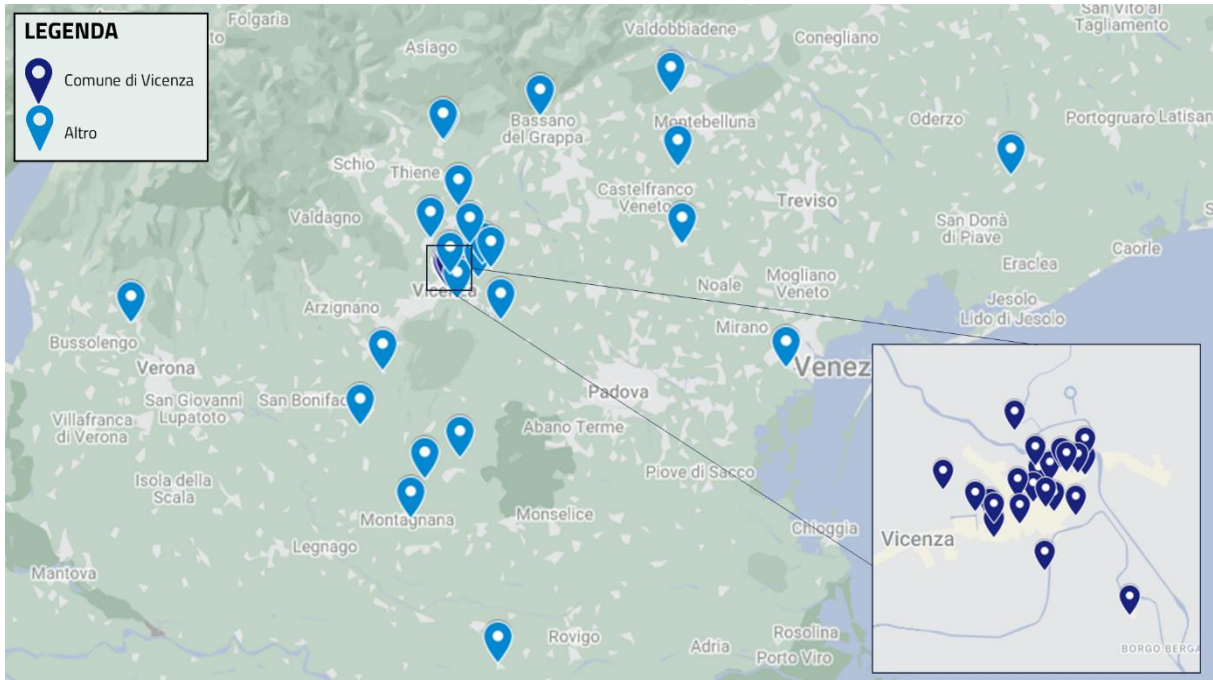 LEGENDA
Comune di Vicenza
Altro
Folgaria
Asiago
Valdobbiadene
Conegliano
San Vito al
Tagliamento
Bassano
del Grappa
Montebelluna
Oderzo
Portogruaro
Latisan
Schio
Thiene
Castelfranco
Veneto
Treviso
Valdagno
San Donà
di Piave
Caorle
Eraclea
Noale
Mogliano
Veneto
Vicenza
Arzignano
Jesolo
Lido di Jesolo
Mirano
Bussolengo
Verona
Venez
Padova
San Giovanni
Lupatoto
San Bonifac
Villafranca
di Verona
Abano Terme
Piove di Sacco
Isola della
Scala
Montagnana
Monselice
Chioggia
Legnago
Vicenza
Mantova
Rovigo
Adria
Rosolina
Porto Viro
BORGO BERGA